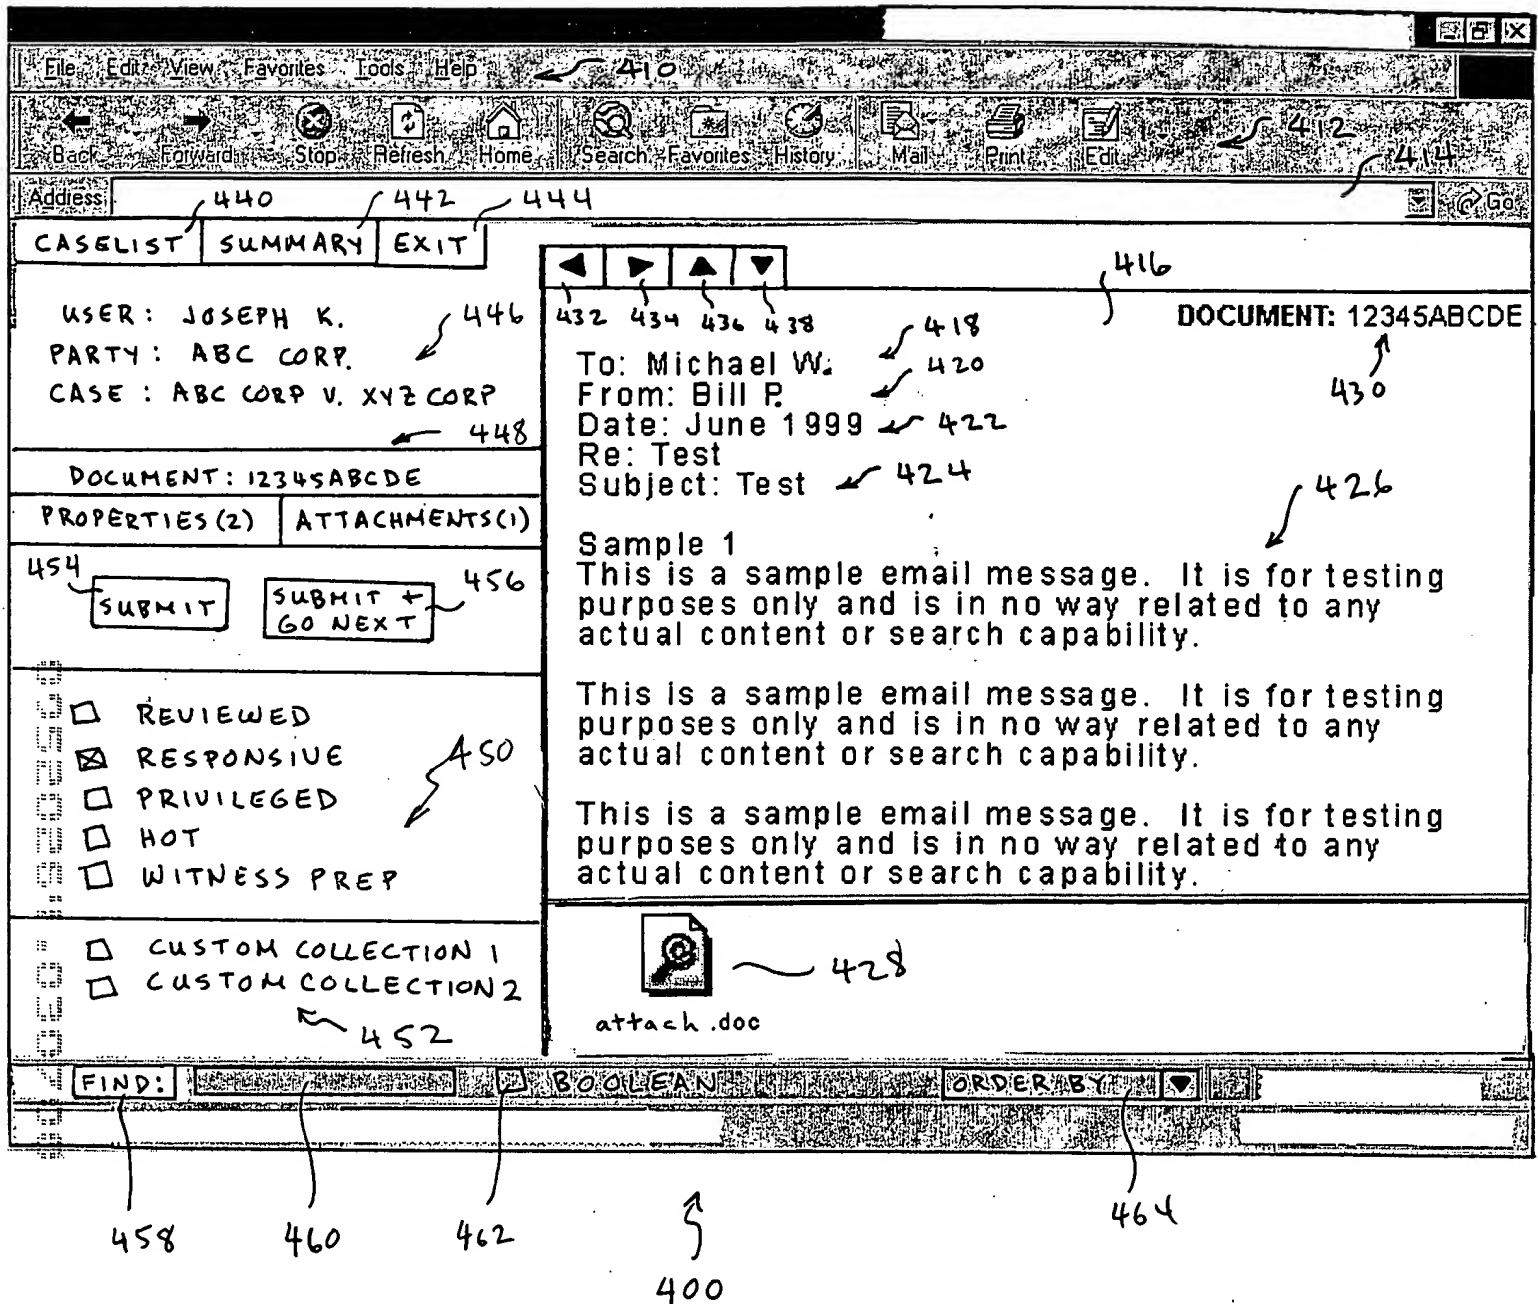 File Edit View Favorites Tools Help 410
Back Forward Stop Refresh Home Search Favorites History Mail Print Edit 412
414
Address Go
440 442 444
CASELIST SUMMARY EXIT
USER: JOSEPH K. 446
PARTY: ABC CORP.
CASE: ABC CORP V. XYZ CORP
448
DOCUMENT: 12345ABCDE
PROPERTIES (2) ATTACHMENTS(1)
454 SUBMIT SUBMIT + GO NEXT 456
REVIEWED
RESPONSIVE
PRIVILEGED
HOT
WITNESS PREP
450
CUSTOM COLLECTION 1
CUSTOM COLLECTION 2
452
416
432 434 436 438
DOCUMENT: 12345ABCDE
430
To: Michael W. 418
From: Bill P. 420
Date: June 1999 422
Re: Test
Subject: Test 424
426
Sample 1
This is a sample email message. It is for testing
purposes only and is in no way related to any
actual content or search capability.
This is a sample email message. It is for testing
purposes only and is in no way related to any
actual content or search capability.
This is a sample email message. It is for testing
purposes only and is in no way related to any
actual content or search capability.
428
attach.doc
FIND: BOOLEAN ORDER BY
458 460 462 464
400